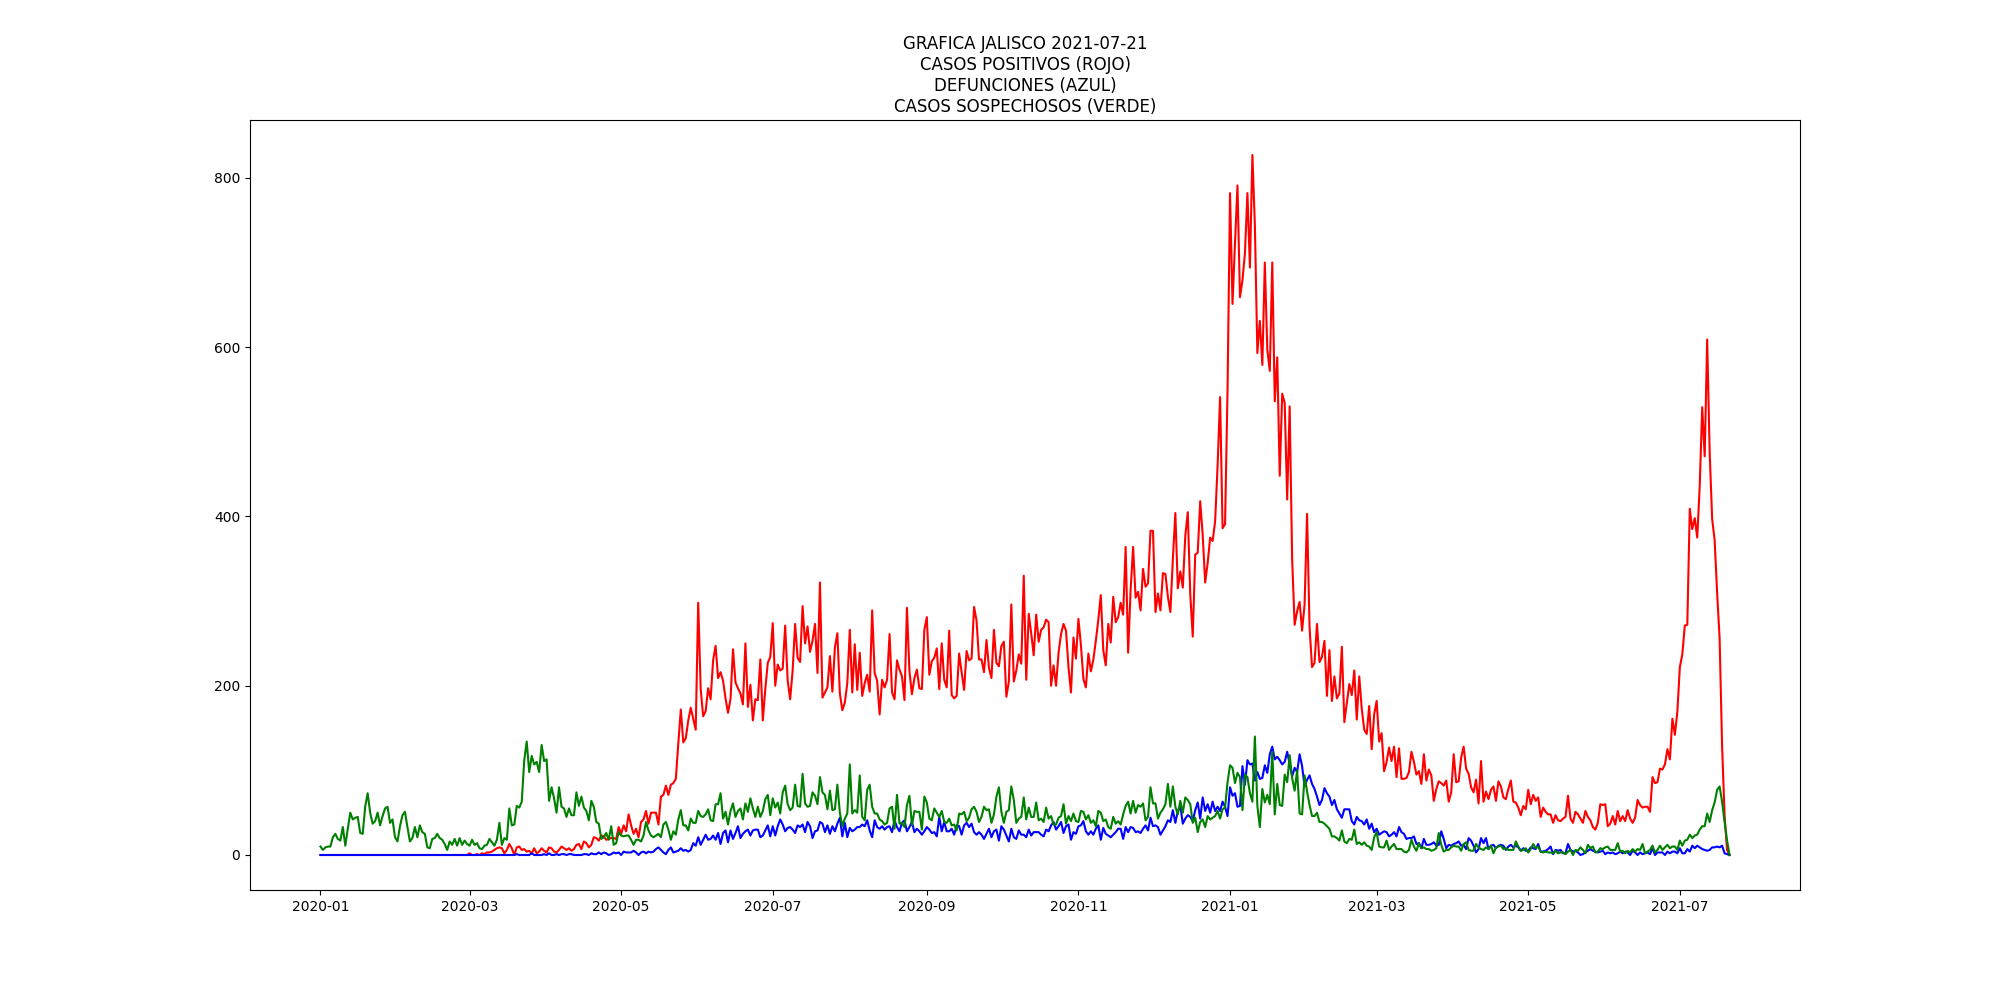 GRAFICA JALISCO 2021-07-21
CASOS POSITIVOS (ROJO)
DEFUNCIONES (AZUL)
CASOS SOSPECHOSOS (VERDE)
800
600
400
200
0
2020-01 2020-03 2020-05 2020-07 2020-09 2020-11 2021-01 2021-03 2021-05 2021-07